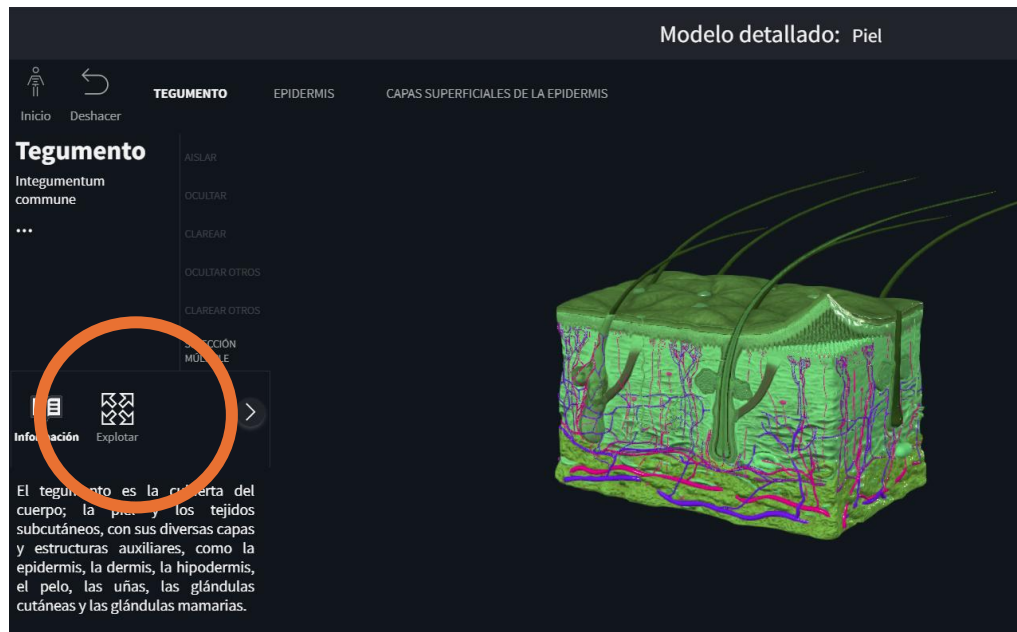 Modelo detallado: Piel
Inicio
Deshacer
TEGUMENTO
EPIDERMIS
CAPAS SUPERFICIALES DE LA EPIDERMIS
Tegumento
Integumentum
commune
...
AISLAR
OCULTAR
CLAREAR
OCULTAR OTROS
CLAREAR OTROS
SELECCIÓN
MÚLTIPLE
Información
Explotar
El tegumento es la cubierta del
cuerpo; la piel y los tejidos
subcutáneos, con sus diversas capas
y estructuras auxiliares, como la
epidermis, la dermis, la hipodermis,
el pelo, las uñas, las glándulas
cutáneas y las glándulas mamarias.